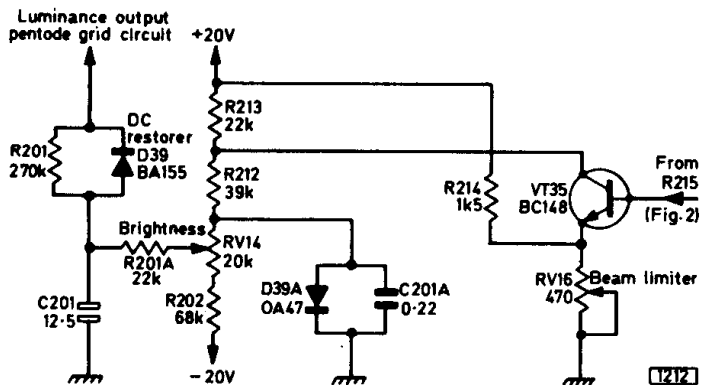 Luminance output
pentode grid circuit
+20V
DC
restorer
D39
BA155
R201
270k
R213
22k
R212
39k
R214
1k5
VT35
BC148
From
R215
(Fig.2)
Brightness
R201A
22k
RV14
20k
C201
12·5
R202
68k
D39A
OA47
C201A
0·22
RV16
470
Beam limiter
−20V
1212